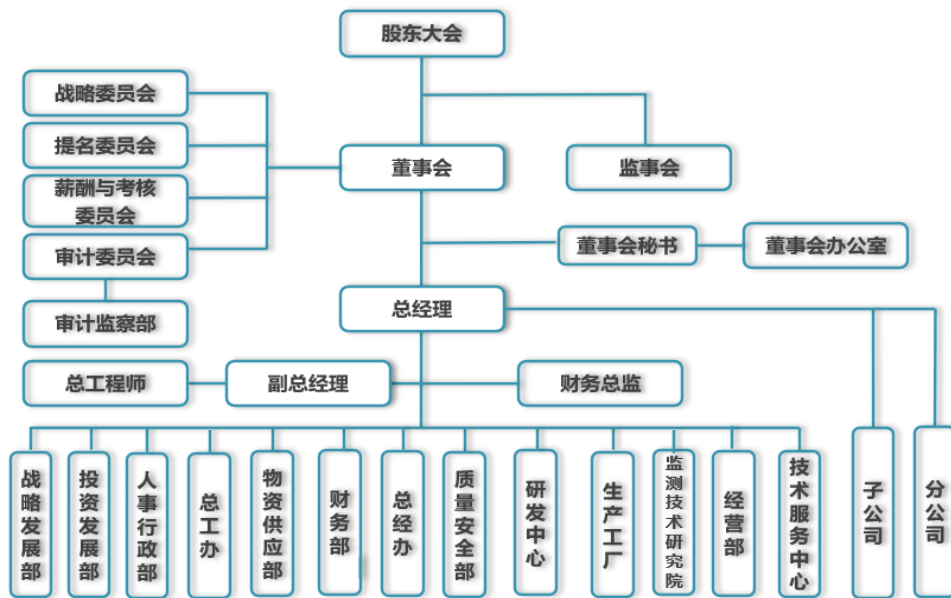 股东大会
战略委员会
提名委员会
董事会
监事会
薪酬与考核
委员会
审计委员会
董事会秘书
董事会办公室
总经理
审计监察部
总工程师
副总经理
财务总监
战略发展部
投资发展部
人事行政部
总工办
物资供应部
财务部
总经办
质量安全部
研发中心
生产工厂
监测技术研究院
经营部
技术服务中心
子公司
分公司